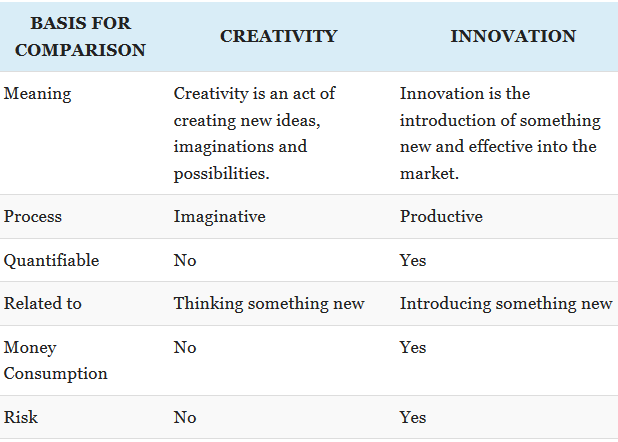 BASIS FOR COMPARISON CREATIVITY INNOVATION
Meaning Creativity is an act of Innovation is the
creating new ideas, introduction of something
imaginations and new and effective into the
possibilities. market.
Process Imaginative Productive
Quantifiable No Yes
Related to Thinking something new Introducing something new
Money No Yes
Consumption
Risk No Yes